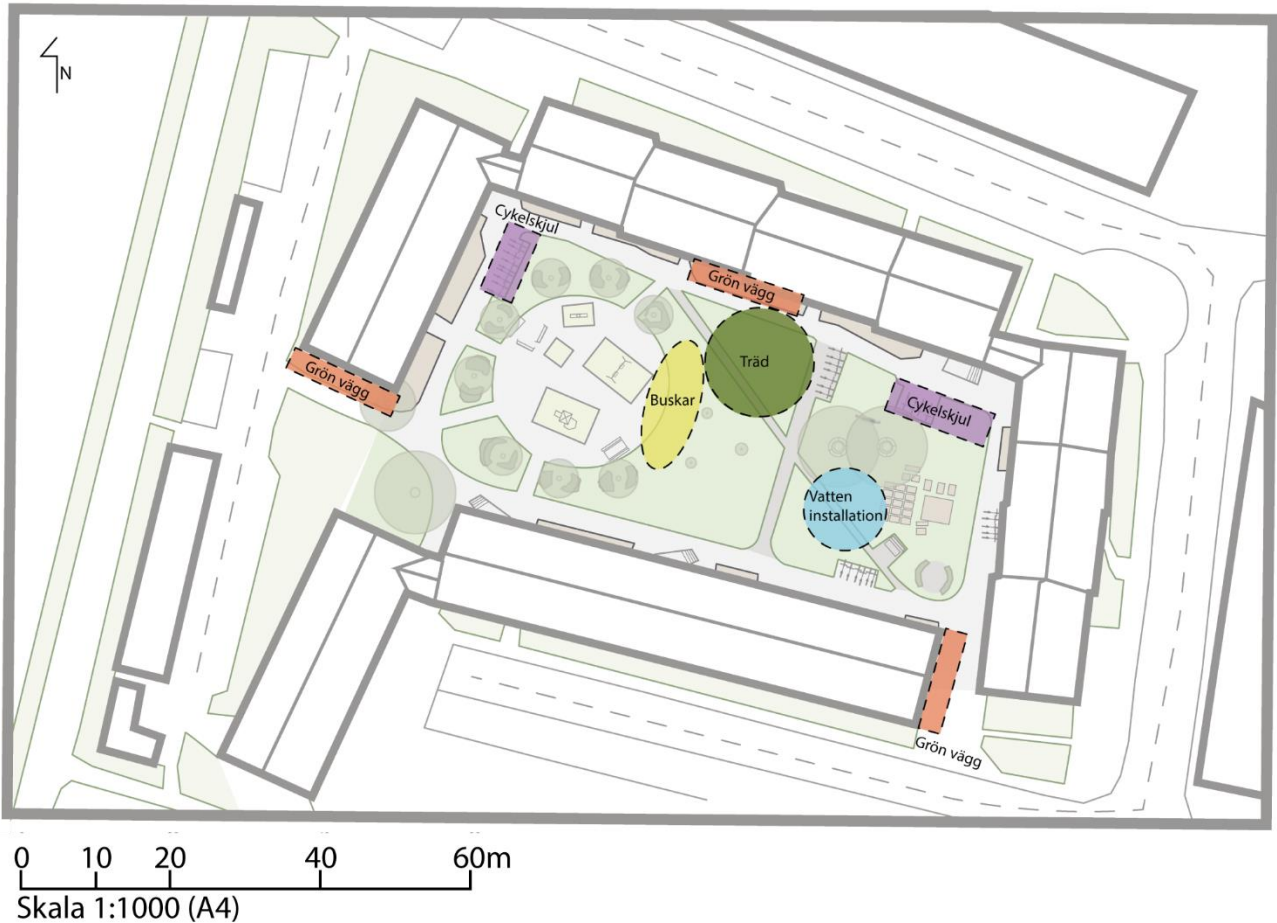 N
Cykelskjul
Grön vägg
Grön vägg
Träd
Buskar
Cykelskjul
Vatten
installation
Grön vägg
0 10 20 40 60m
Skala 1:1000 (A4)